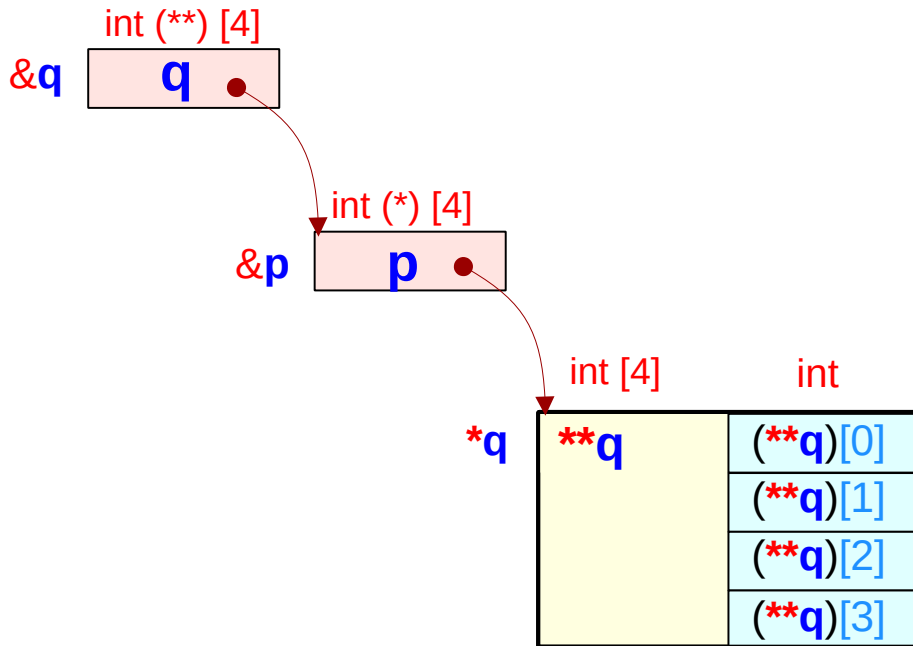 int (**) [4]
&q q
int (*) [4]
&p p
int [4] int
*q **q (**q)[0]
(**q)[1]
(**q)[2]
(**q)[3]